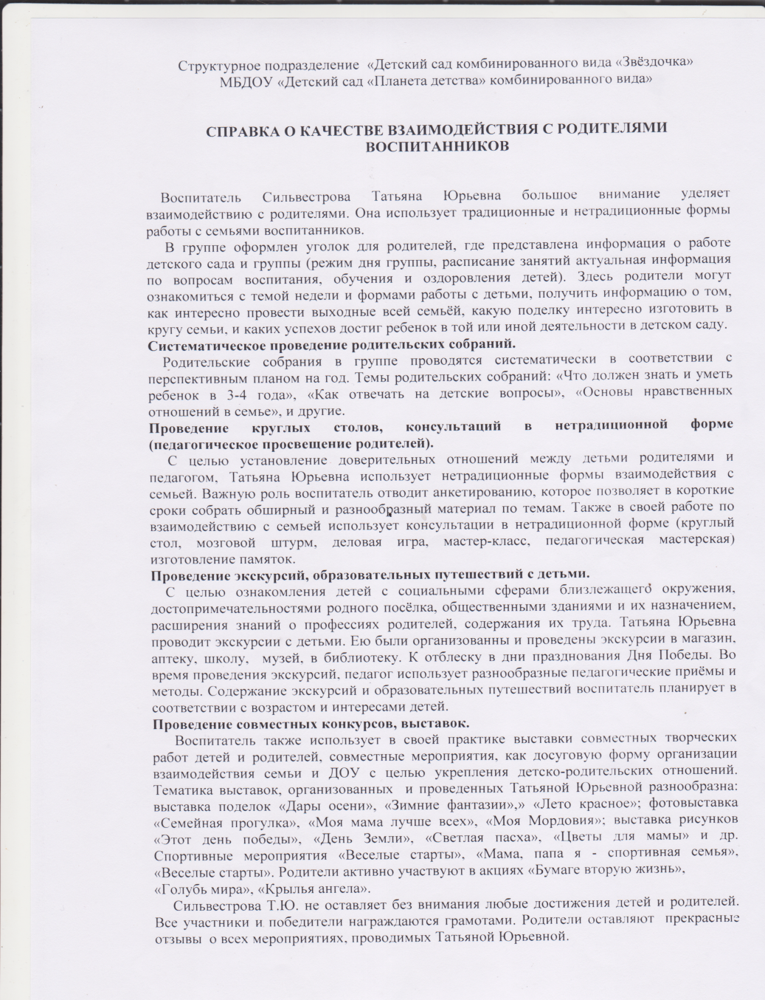 Структурное подразделение «Детский сад комбинированного вида «Звёздочка»
МБДОУ «Детский сад «Планета детства» комбинированного вида»
СПРАВКА О КАЧЕСТВЕ ВЗАИМОДЕЙСТВИЯ С РОДИТЕЛЯМИ
ВОСПИТАННИКОВ
Воспитатель Сильвестрова Татьяна Юрьевна большое внимание уделяет
взаимодействию с родителями. Она использует традиционные и нетрадиционные формы
работы с семьями воспитанников.
В группе оформлен уголок для родителей, где представлена информация о работе
детского сада и группы (режим дня группы, расписание занятий актуальная информация
по вопросам воспитания, обучения и оздоровления детей). Здесь родители могут
ознакомиться с темой недели и формами работы с детьми, получить информацию о том,
как интересно провести выходные всей семьёй, какую поделку интересно изготовить в
кругу семьи, и каких успехов достиг ребенок в той или иной деятельности в детском саду.
Систематическое проведение родительских собраний.
Родительские собрания в группе проводятся систематически в соответствии с
перспективным планом на год. Темы родительских собраний: «Что должен знать и уметь
ребенок в 3-4 года», «Как отвечать на детские вопросы», «Основы нравственных
отношений в семье», и другие.
Проведение круглых столов, консультаций в нетрадиционной форме
(педагогическое просвещение родителей).
С целью установление доверительных отношений между детьми родителями и
педагогом, Татьяна Юрьевна использует нетрадиционные формы взаимодействия с
семьей. Важную роль воспитатель отводит анкетированию, которое позволяет в короткие
сроки собрать обширный и разнообразный материал по темам. Также в своей работе по
взаимодействию с семьей использует консультации в нетрадиционной форме (круглый
стол, мозговой штурм, деловая игра, мастер-класс, педагогическая мастерская)
изготовление памяток.
Проведение экскурсий, образовательных путешествий с детьми.
С целью ознакомления детей с социальными сферами близлежащего окружения,
достопримечательностями родного посёлка, общественными зданиями и их назначением,
расширения знаний о профессиях родителей, содержания их труда. Татьяна Юрьевна
проводит экскурсии с детьми. Ею были организованны и проведены экскурсии в магазин,
аптеку, школу, музей, в библиотеку. К отблеску в дни празднования Дня Победы. Во
время проведения экскурсий, педагог использует разнообразные педагогические приёмы и
методы. Содержание экскурсий и образовательных путешествий воспитатель планирует в
соответствии с возрастом и интересами детей.
Проведение совместных конкурсов, выставок.
Воспитатель также использует в своей практике выставки совместных творческих
работ детей и родителей, совместные мероприятия, как досуговую форму организации
взаимодействия семьи и ДОУ с целью укрепления детско-родительских отношений.
Тематика выставок, организованных и проведенных Татьяной Юрьевной разнообразна:
выставка поделок «Дары осени», «Зимние фантазии»,» «Лето красное»; фотовыставка
«Семейная прогулка», «Моя мама лучше всех», «Моя Мордовия»; выставка рисунков
«Этот день победы», «День Земли», «Светлая пасха», «Цветы для мамы» и др.
Спортивные мероприятия «Веселые старты», «Мама, папа я - спортивная семья»,
«Веселые старты». Родители активно участвуют в акциях «Бумаге вторую жизнь»,
«Голубь мира», «Крылья ангела».
Сильвестрова Т.Ю. не оставляет без внимания любые достижения детей и родителей.
Все участники и победители награждаются грамотами. Родители оставляют прекрасные
отзывы о всех мероприятиях, проводимых Татьяной Юрьевной.